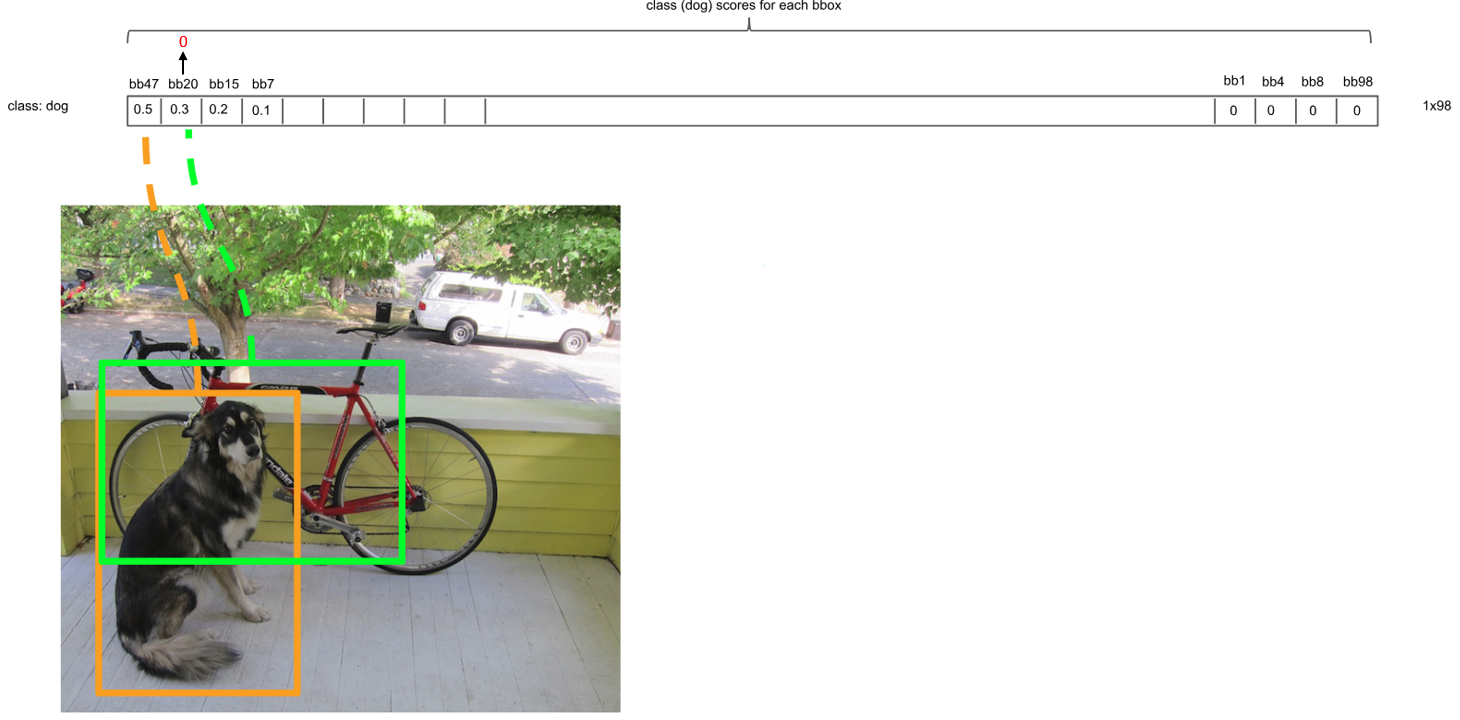 class (dog) scores for each bbox
0
bb47 bb20 bb15 bb7 bb1 bb4 bb8 bb98
class: dog 0.5 0.3 0.2 0.1 0 0 0 0 1x98